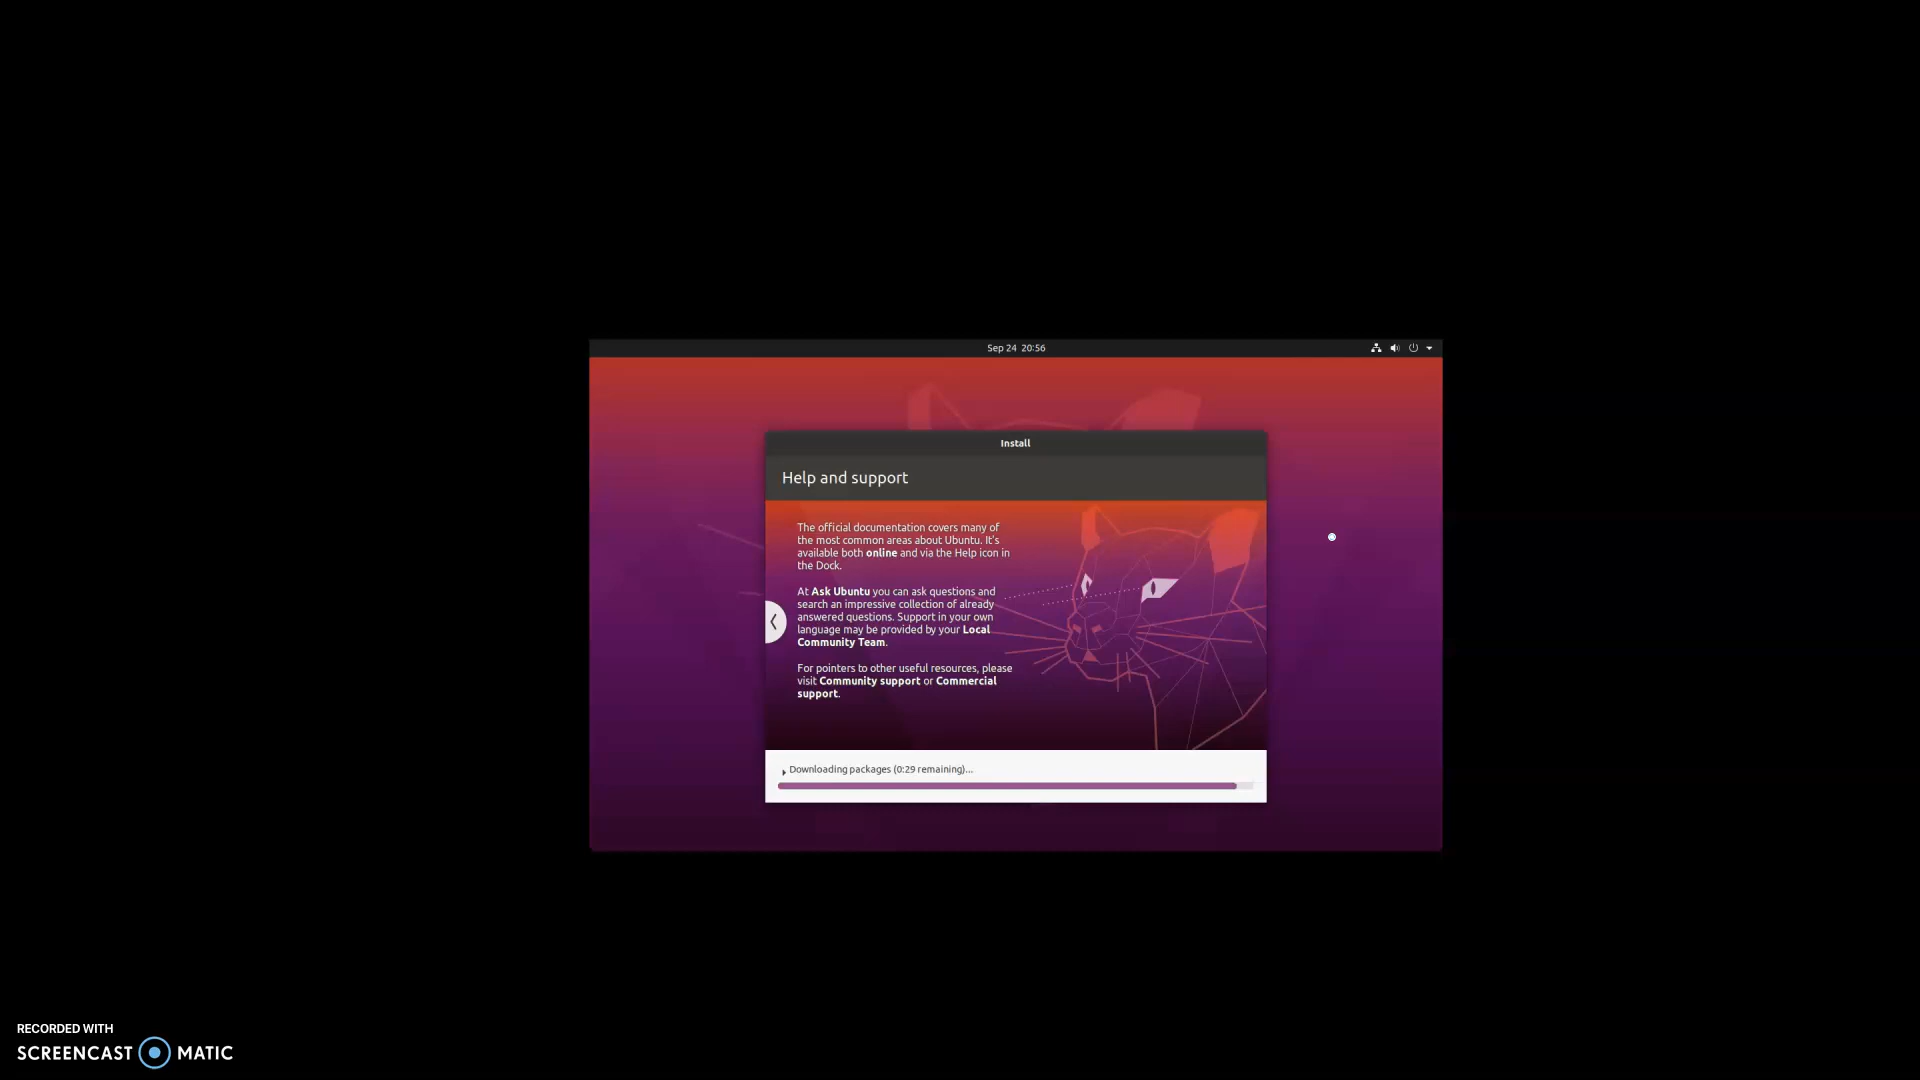 Sep 24 20:56
Install
Help and support
The official documentation covers many of
the most common areas about Ubuntu. It's
available both online and via the Help icon in
the Dock.
At Ask Ubuntu you can ask questions and
search an impressive collection of already
answered questions. Support in your own
language may be provided by your Local
Community Team.
For pointers to other useful resources, please
visit Community support or Commercial
support.
Downloading packages (0:29 remaining)...
RECORDED WITH
SCREENCAST MATIC